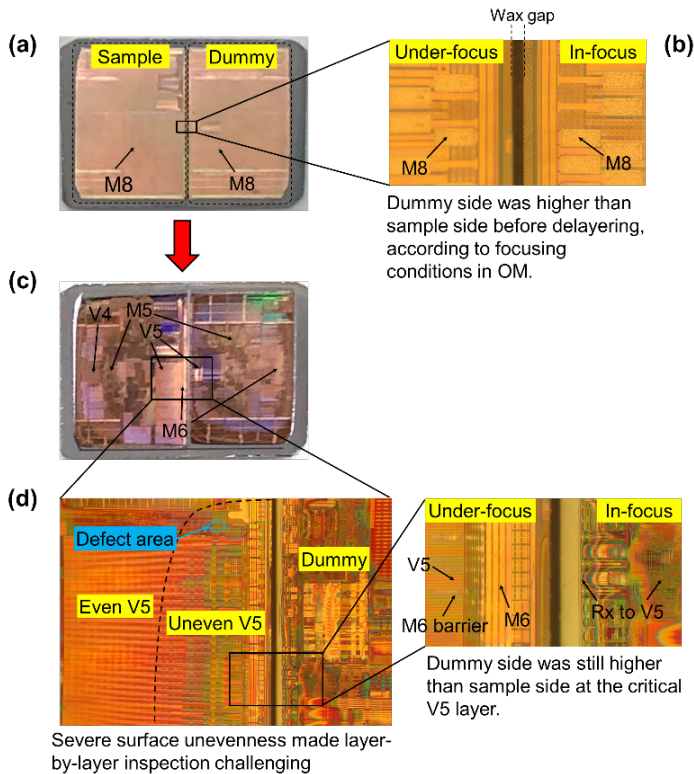 Wax gap
(a)
Sample
Dummy
Under-focus
In-focus
(b)
M8
M8
M8
M8
Dummy side was higher than
sample side before delayering,
according to focusing
conditions in OM.
(c)
V4
M5
V5
M6
(d)
Defect area
Dummy
Even V5
Uneven V5
Under-focus
In-focus
V5
M6 barrier
M6
Rx to V5
Dummy side was still higher
than sample side at the critical
V5 layer.
Severe surface unevenness made layer-
by-layer inspection challenging